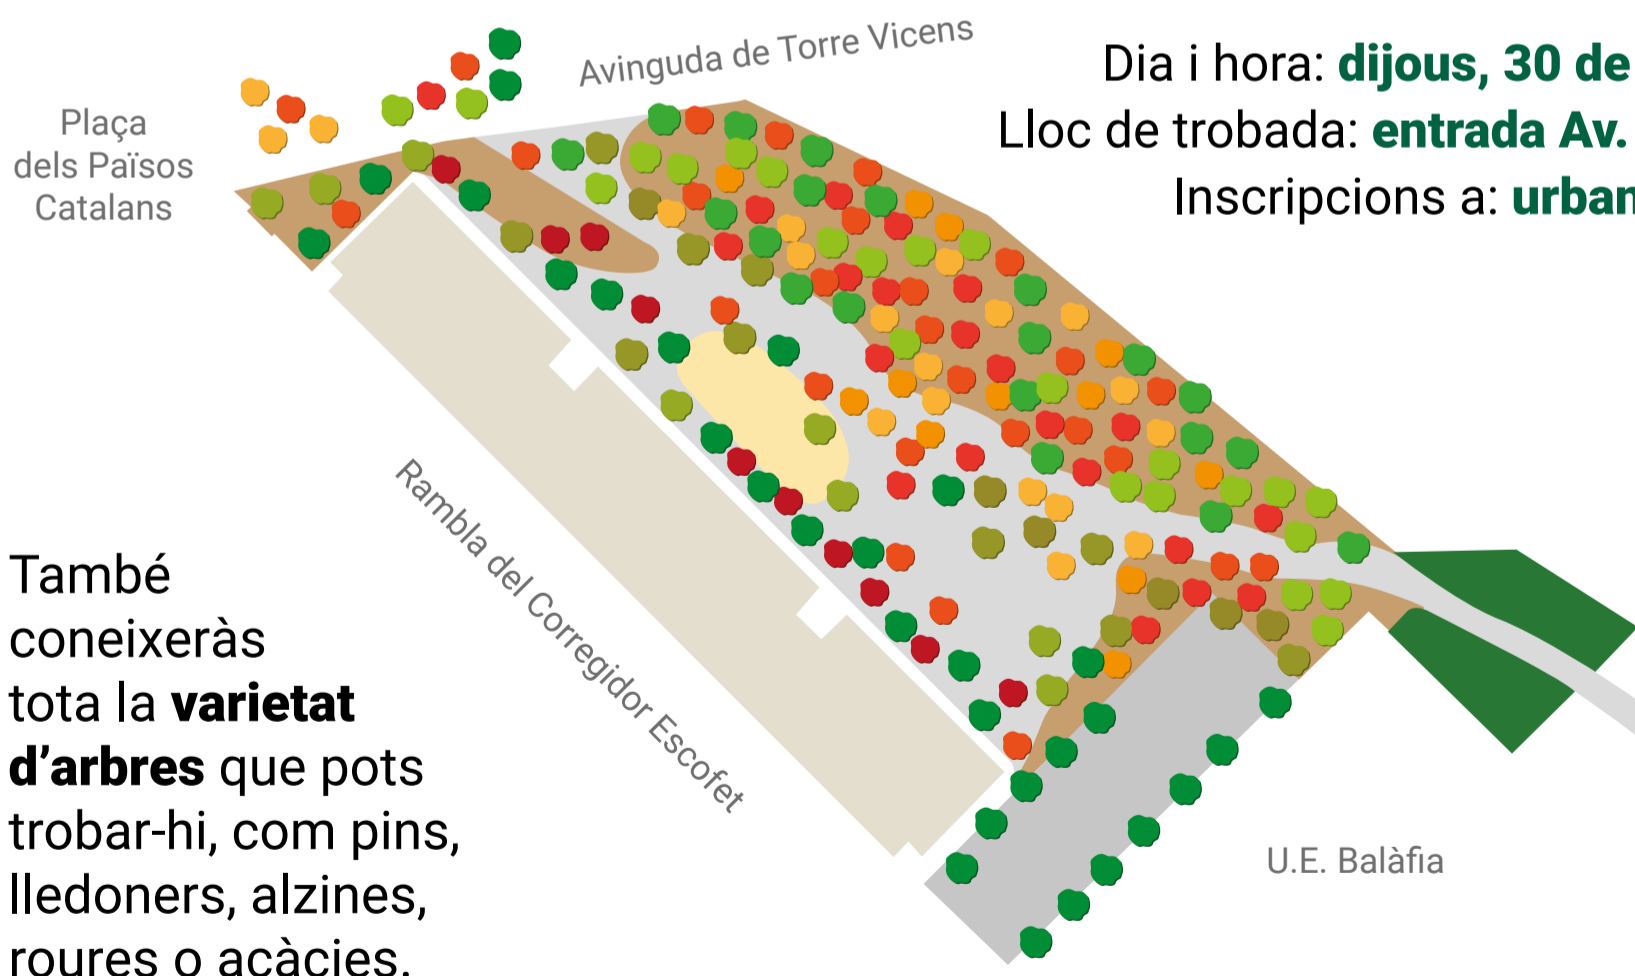 Avinguda de Torre Vicens
Dia i hora: dijous, 30 de
Lloc de trobada: entrada Av.
Inscripcions a: urban
Plaça
dels Països
Catalans
Rambla del Corregidor Escofet
També
coneixeràs
tota la varietat
d’arbres que pots
trobar-hi, com pins,
lledoners, alzines,
roures o acàcies.
U.E. Balàfia